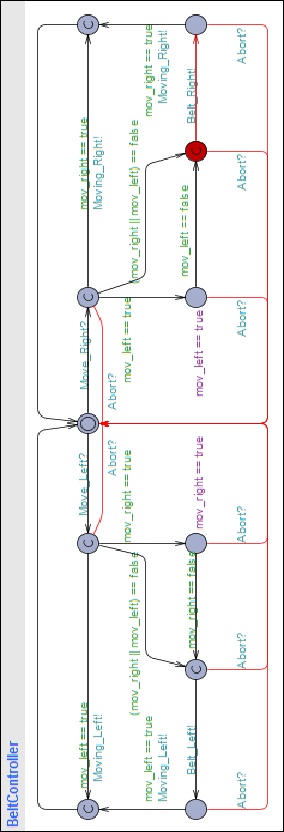 BeltController
C
mov_left == true
Moving_Left!
C
Move_Left?
Move_Right?
C
mov_right == true
Moving_Right!
C
Abort?
Abort?
mov_right == true
mov_left == true
(mov_right || mov_left) == false
(mov_right || mov_left) == false
mov_left == true
Moving_Left!
mov_right == true
Moving_Right!
Belt_Left!
C
mov_right == false
mov_right == true
mov_left == true
mov_left == false
C
Belt_Right!
Abort?
Abort?
Abort?
Abort?
Abort?
Abort?